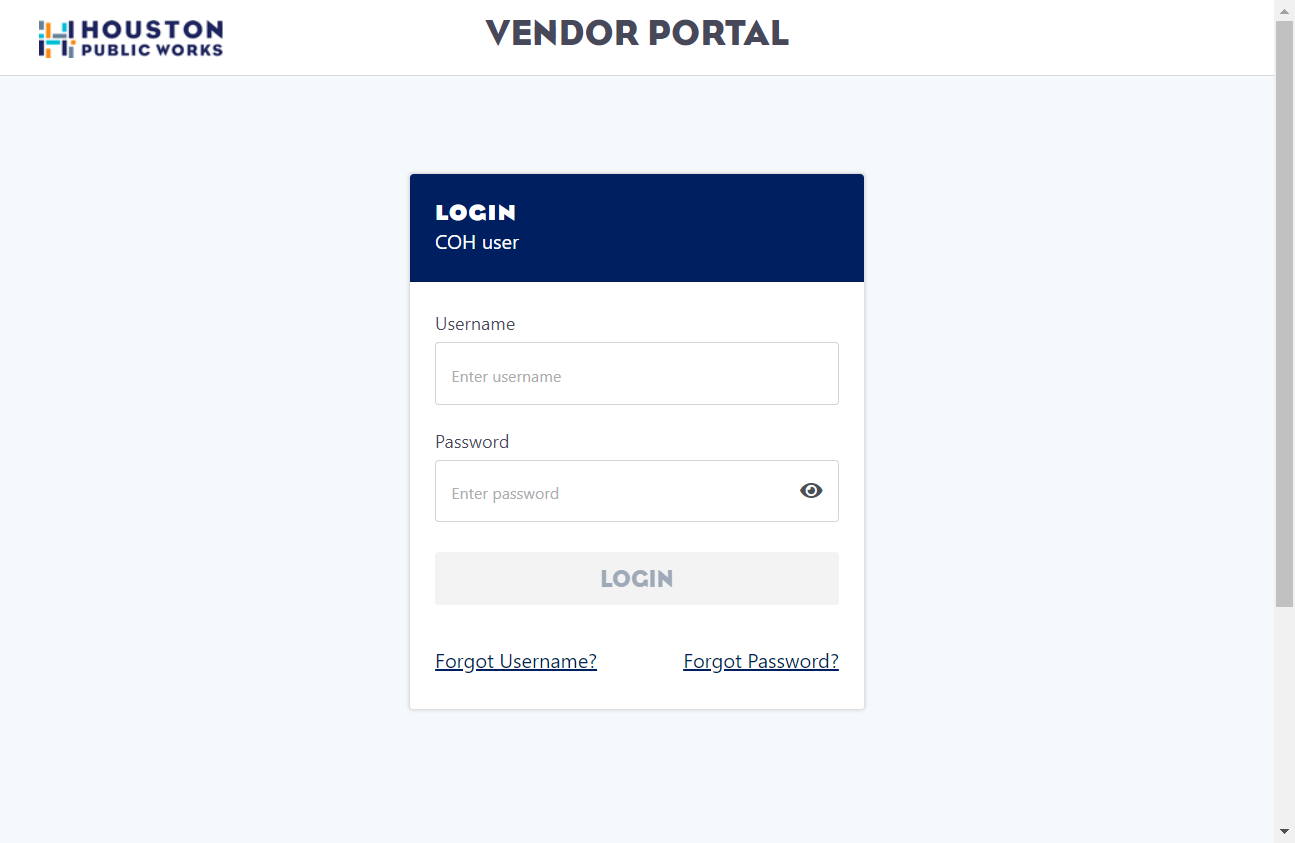 HOUSTON
PUBLIC WORKS
VENDOR PORTAL
LOGIN
COH user
Username
Enter username
Password
Enter password
LOGIN
Forgot Username?
Forgot Password?